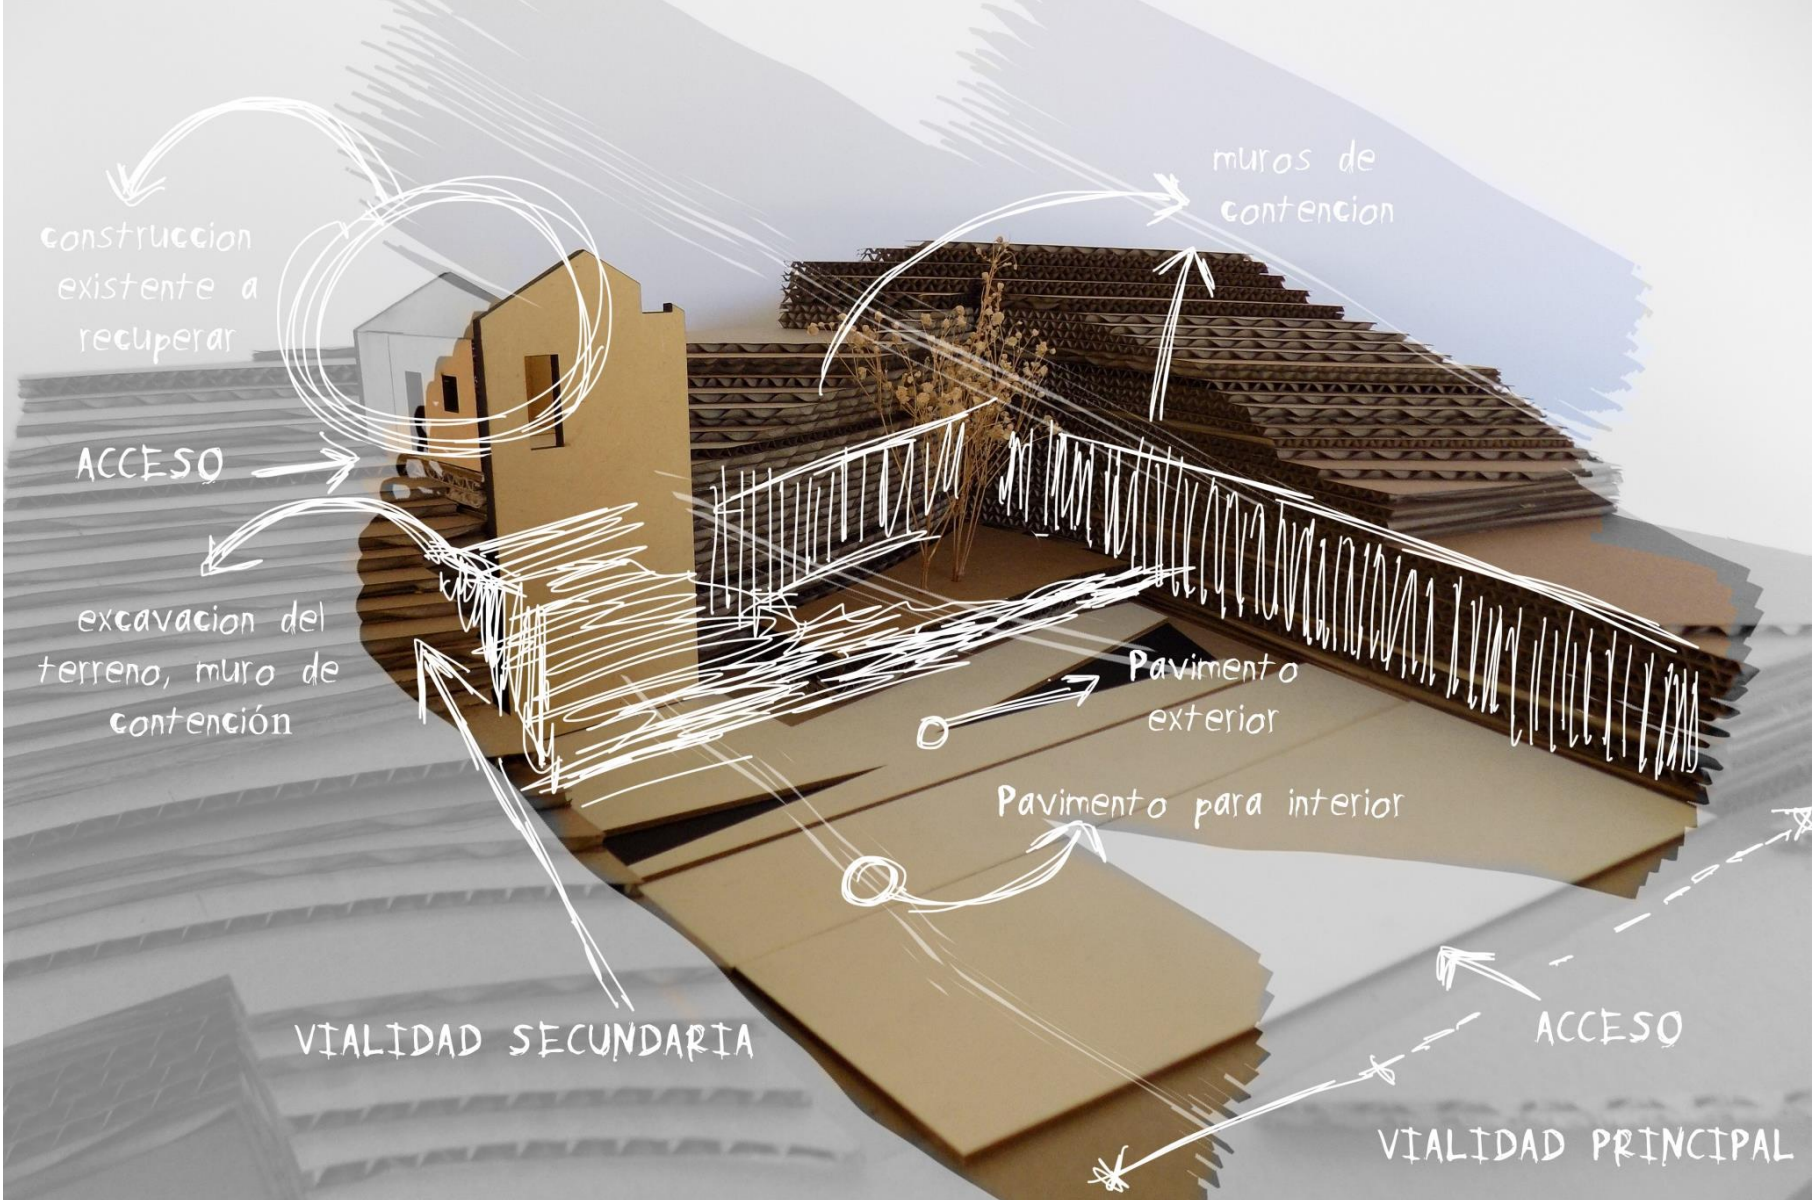 muros de
contencion
construccion
existente a
recuperar
ACCESO
excavacion del
terreno, muro de
contención
Pavimento
exterior
Pavimento para interior
VIALIDAD SECUNDARIA
ACCESO
VIALIDAD PRINCIPAL